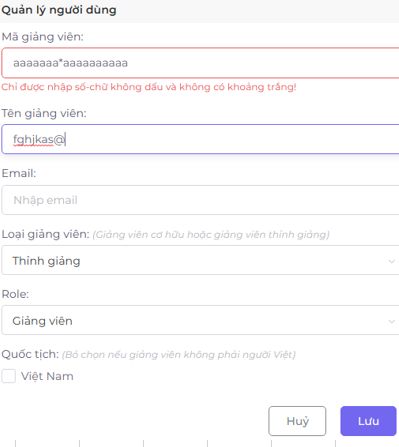 Quản lý người dùng
Mã giảng viên:
aaaaaaa*aaaaaaaaaa
Chỉ được nhập số-chữ không dấu và không có khoảng trắng!
Tên giảng viên:
fghjkas@
Email:
Nhập email
Loại giảng viên: (Giảng viên cơ hữu hoặc giảng viên thỉnh giảng)
Thỉnh giảng
Role:
Giảng viên
Quốc tịch: (Bỏ chọn nếu giảng viên không phải người Việt)
Việt Nam
Huỷ Lưu